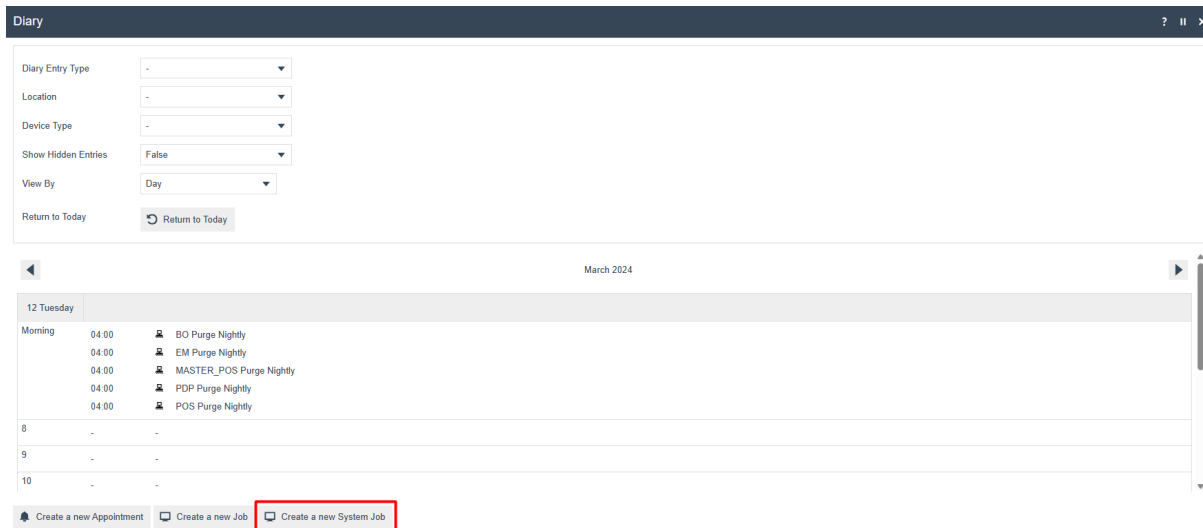 Diary ?
Diary Entry Type -
Location -
Device Type -
Show Hidden Entries False
View By Day
Return to Today Return to Today
March 2024
12 Tuesday
Morning 04:00 BO Purge Nightly
04:00 EM Purge Nightly
04:00 MASTER_POS Purge Nightly
04:00 PDP Purge Nightly
04:00 POS Purge Nightly
8 - -
9 - -
10 - -
Create a new Appointment Create a new Job Create a new System Job